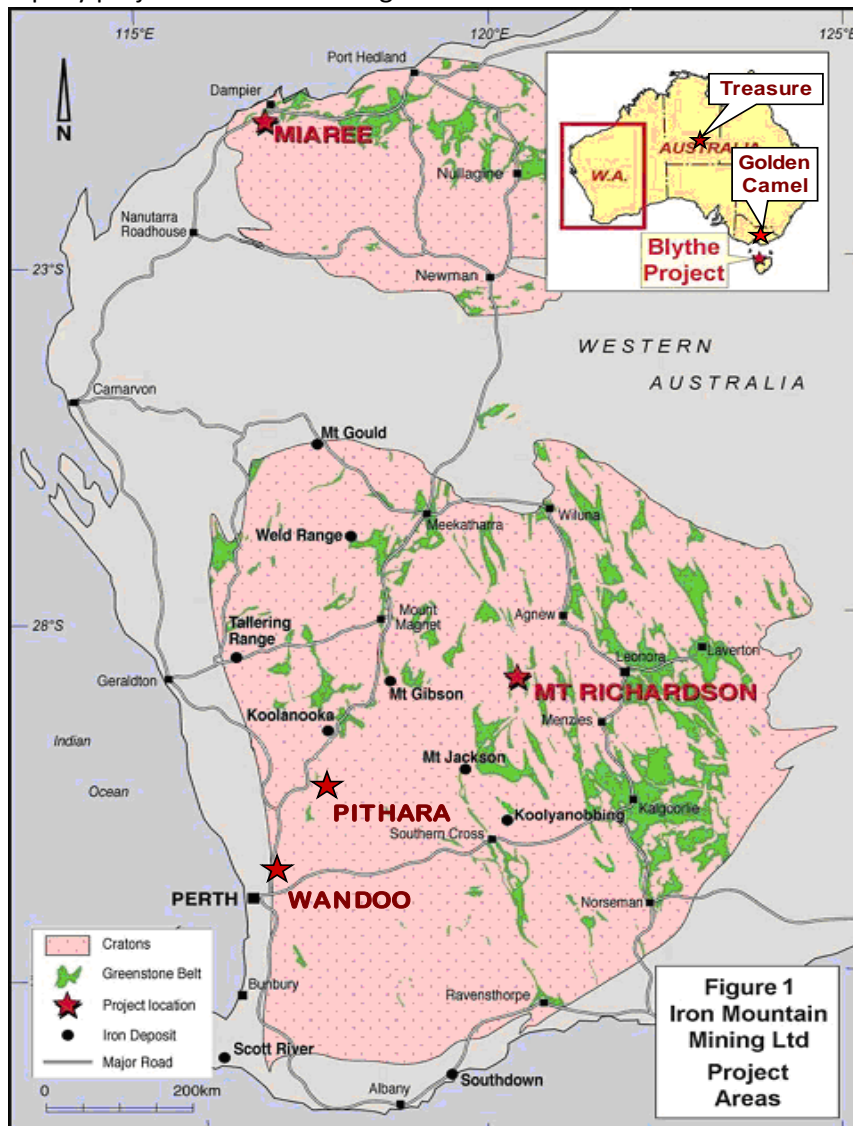 115°E
120°E
125°E
Port Hedland
Dampier
N
MIAREE
Nullagine
Treasure
AUSTRALIA
W.A.
Golden
Camel
Blythe
Project
Nanutarra
Roadhouse
23°S
Newman
WESTERN
AUSTRALIA
Carnarvon
Mt Gould
Meekatharra
Wiluna
Weld Range
Mount
Magnet
Agnew
28°S
Tallering
Range
Leonora
Laverton
Geraldton
Mt Gibson
MT RICHARDSON
Koolanooka
Menzies
Indian
Ocean
Mt Jackson
PITHARA
Koolyanobbing
Kalgoorlie
Southern Cross
PERTH
WANDOO
Norseman
Cratons
Greenstone Belt
Project location
Iron Deposit
Major Road
Bunbury
Ravensthorpe
Scott River
0
200km
Albany
Southdown
Figure 1
Iron Mountain
Mining Ltd
Project
Areas